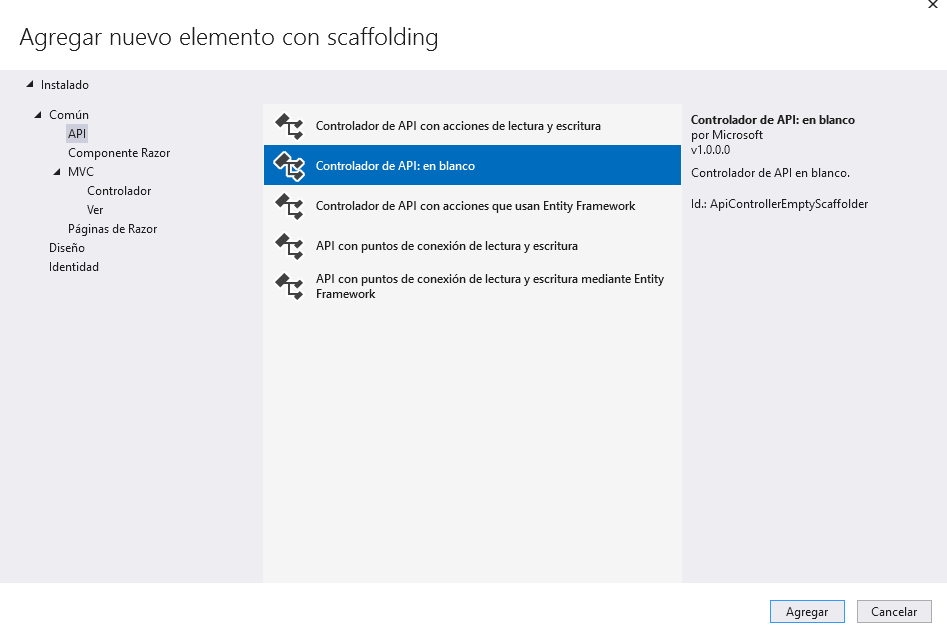 Agregar nuevo elemento con scaffolding
Instalado
Común
API
Componente Razor
MVC
Controlador
Ver
Páginas de Razor
Diseño
Identidad
Controlador de API con acciones de lectura y escritura
Controlador de API: en blanco
Controlador de API con acciones que usan Entity Framework
API con puntos de conexión de lectura y escritura
API con puntos de conexión de lectura y escritura mediante Entity
Framework
Controlador de API: en blanco
por Microsoft
v1.0.0.0
Controlador de API en blanco.
Id.: ApiControllerEmptyScaffolder
Agregar
Cancelar